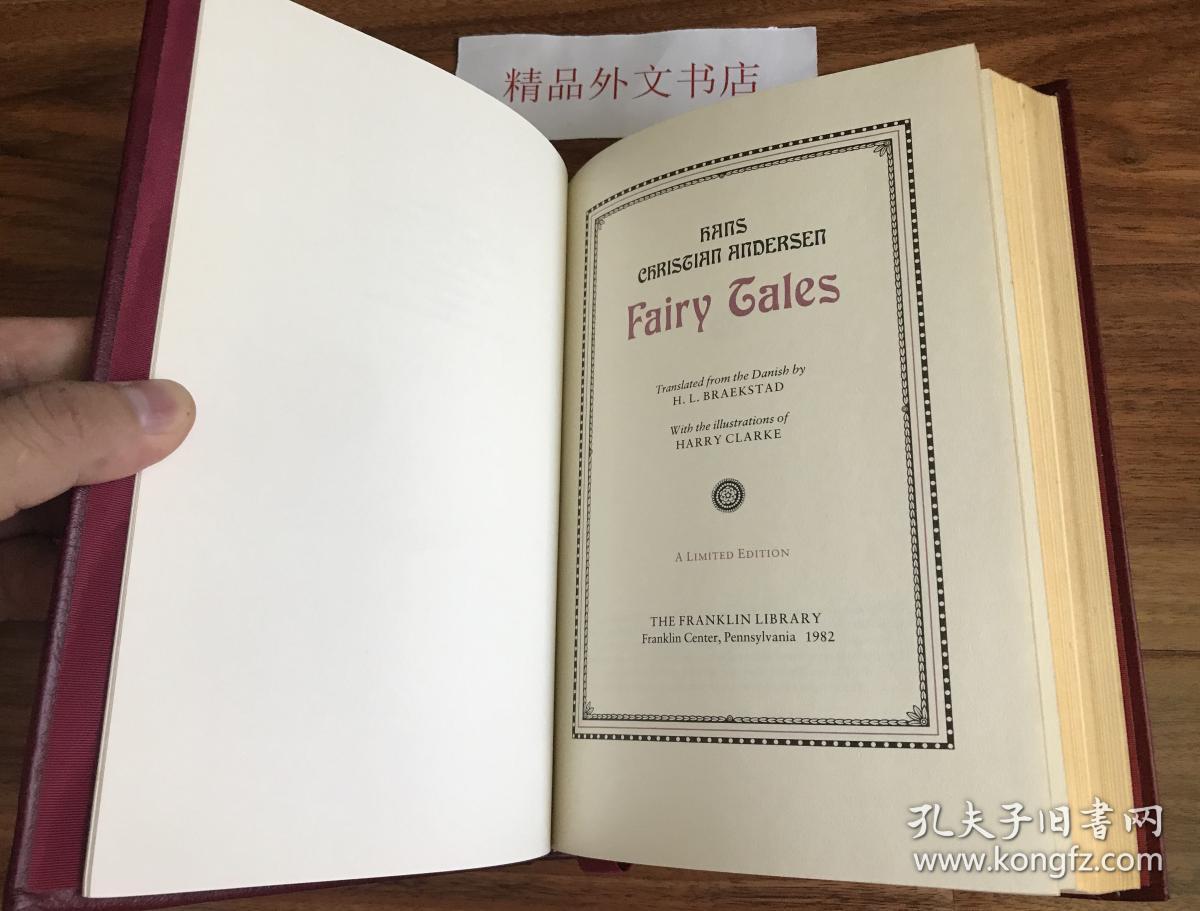 精品外文书店
HANS
CHRISTIAN ANDERSEN
Fairy Tales
Translated from the Danish by
H. L. BRAEKSTAD
With the illustrations of
HARRY CLARKE
A LIMITED EDITION
THE FRANKLIN LIBRARY
Franklin Center, Pennsylvania 1982
孔夫子旧书网
www.kongfz.com